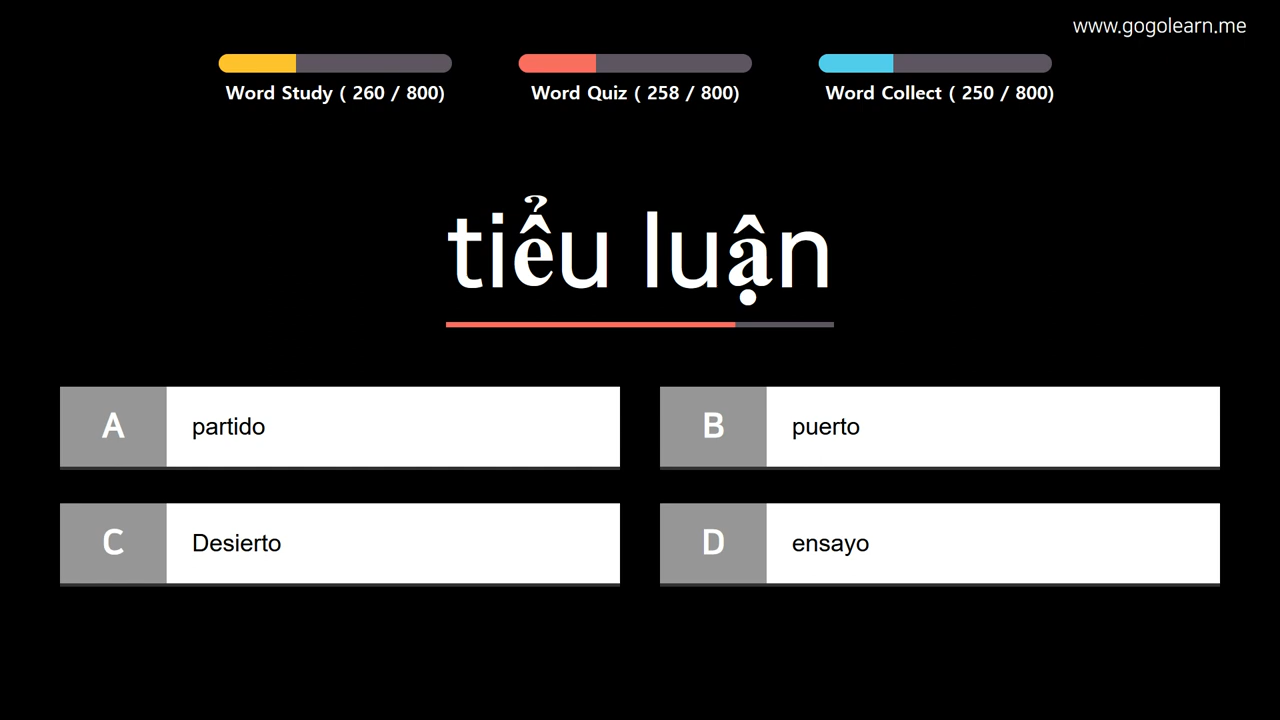 www.gogolearn.me
Word Study ( 260 / 800)
Word Quiz ( 258 / 800)
Word Collect ( 250 / 800)
tiểu luận
A partido
B puerto
C Desierto
D ensayo